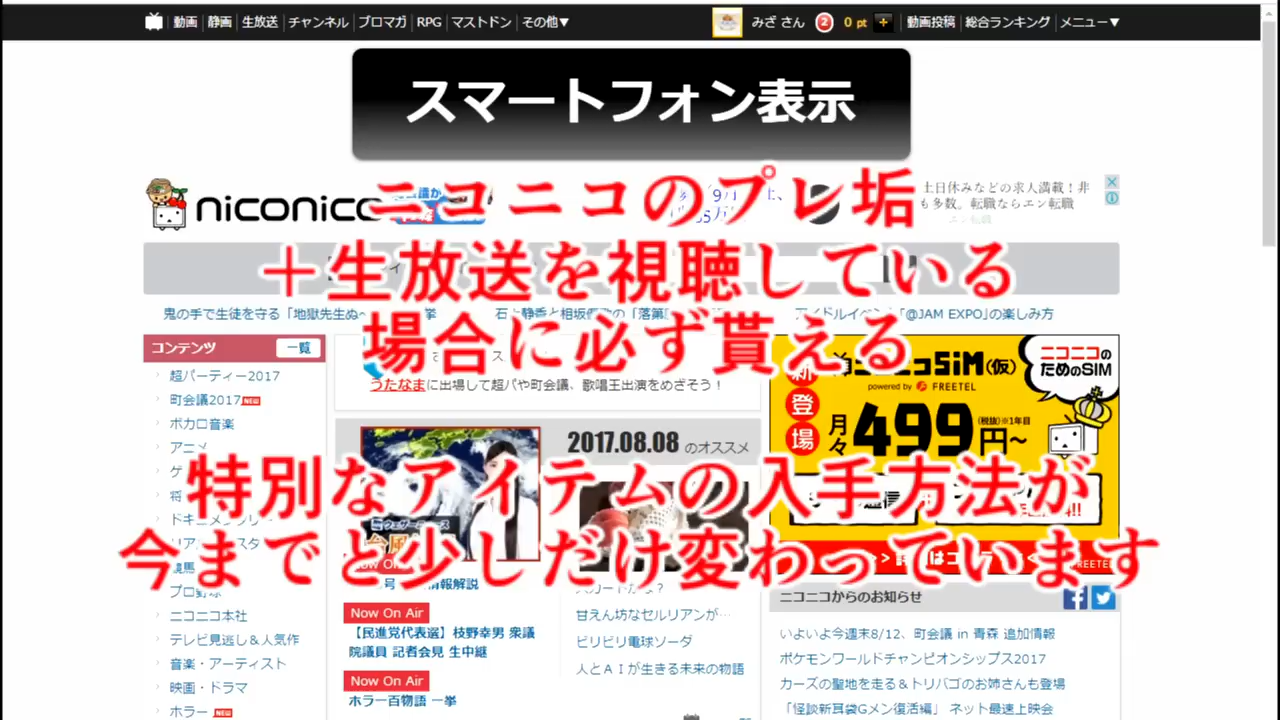 動画 静画 生放送 チャンネル ブロマガ RPG マストドン その他▼
みざ さん 2 0 pt + 動画投稿 総合ランキング メニュー▼
スマートフォン表示
niconico
土日休みなどの求人満載！非
も多数。転職ならエン転職
エン転職
ニコニコのプレ垢
＋生放送を視聴している
場合に必ず貰える
特別なアイテムの入手方法が
今までと少しだけ変わっています
鬼の手で生徒を守る「地獄先生ぬ〜
アイドルイベント「@JAM EXPO」の楽しみ方
コンテンツ 一覧
超パーティー2017
町会議2017 NEW
ボカロ音楽
アニメ
プロ野球
ニコニコ本社
テレビ見逃し＆人気作
音楽・アーティスト
映画・ドラマ
ホラー NEW
うたなまに出場して超パや町会議、歌唱王出演をめざそう！
2017.08.08 のオススメ
Now On Air
【民進党代表選】枝野幸男 衆議
院議員 記者会見 生中継
Now On Air
ホラー百物語 一挙
甘えん坊なセルリアンが…
ビリビリ電球ソーダ
人とＡＩが生きる未来の物語
ニコニコのためのSIM
ニコニコSIM(仮)
powered by FREETEL
新登場
月々499円〜
(税抜)※1年目
ニコニコからのお知らせ
いよいよ今週末8/12、町会議 in 青森 追加情報
ポケモンワールドチャンピオンシップス2017
カーズの聖地を走る＆トリバゴのお姉さんも登場
「怪談新耳袋Gメン復活編」 ネット最速上映会